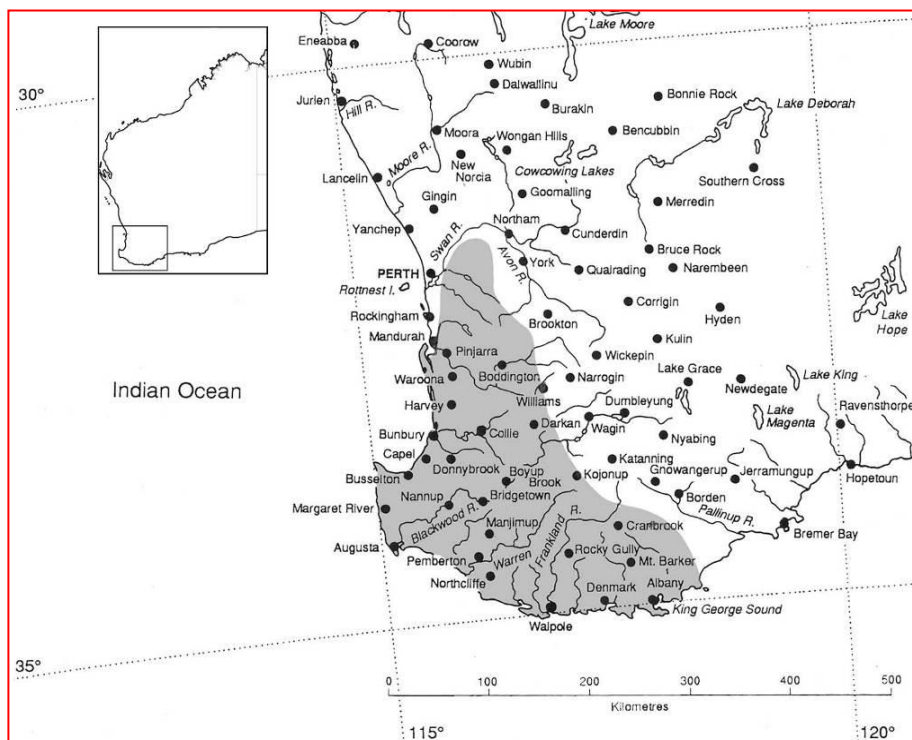 Lake Moore
Eneabba
Coorow
Wubin
Dalwallinu
30°
Jurien
Hill R.
Burakin
Bonnie Rock
Lake Deborah
Moora
Wongan Hills
Bencubbin
Moore R.
New
Norcia
Cowcowing Lakes
Southern Cross
Lancelin
Gingin
Goomalling
Merredin
Yanchep
Swan R.
Northam
Cunderdin
Bruce Rock
PERTH
Avon R.
York
Quairading
Narembeen
Rottnest I.
Corrigin
Hyden
Rockingham
Brookton
Lake
Hope
Mandurah
Kulin
Pinjarra
Wickepin
Indian Ocean
Waroona
Boddington
Narrogin
Lake Grace
Newdegate
Lake King
Harvey
Williams
Dumbleyung
Lake
Magenta
Ravensthorpe
Bunbury
Collie
Darkan
Wagin
Nyabing
Capel
Donnybrook
Boyup
Brook
Katanning
Busselton
Kojonup
Gnowangerup
Jerramungup
Hopetoun
Nannup
Bridgetown
Borden
Margaret River
Blackwood R.
Frankland R.
Pallinup R.
Manjimup
Cranbrook
Bremer Bay
Augusta
Warren
Rocky Gully
Pemberton
Mt. Barker
Northcliffe
Denmark
Albany
King George Sound
Walpole
35°
0 100 200 300 400 500
Kilometres
115°
120°